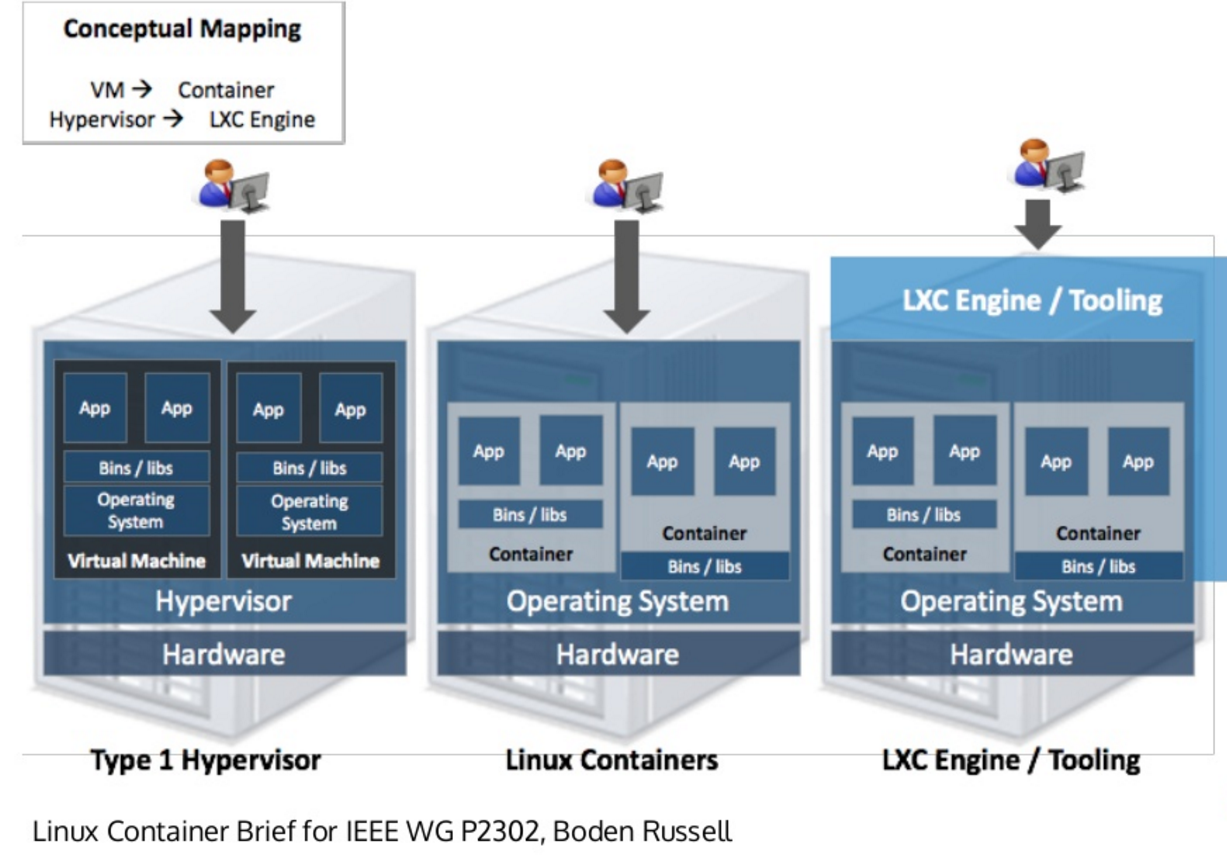 Conceptual Mapping
VM → Container
Hypervisor → LXC Engine
App App App App
Bins / libs Bins / libs
Operating System Operating System
Virtual Machine Virtual Machine
Hypervisor
Hardware
Type 1 Hypervisor
App App App App
Bins / libs
Container
Container
Bins / libs
Operating System
Hardware
Linux Containers
LXC Engine / Tooling
App App App App
Bins / libs
Container
Container
Bins / libs
Operating System
Hardware
LXC Engine / Tooling
Linux Container Brief for IEEE WG P2302, Boden Russell